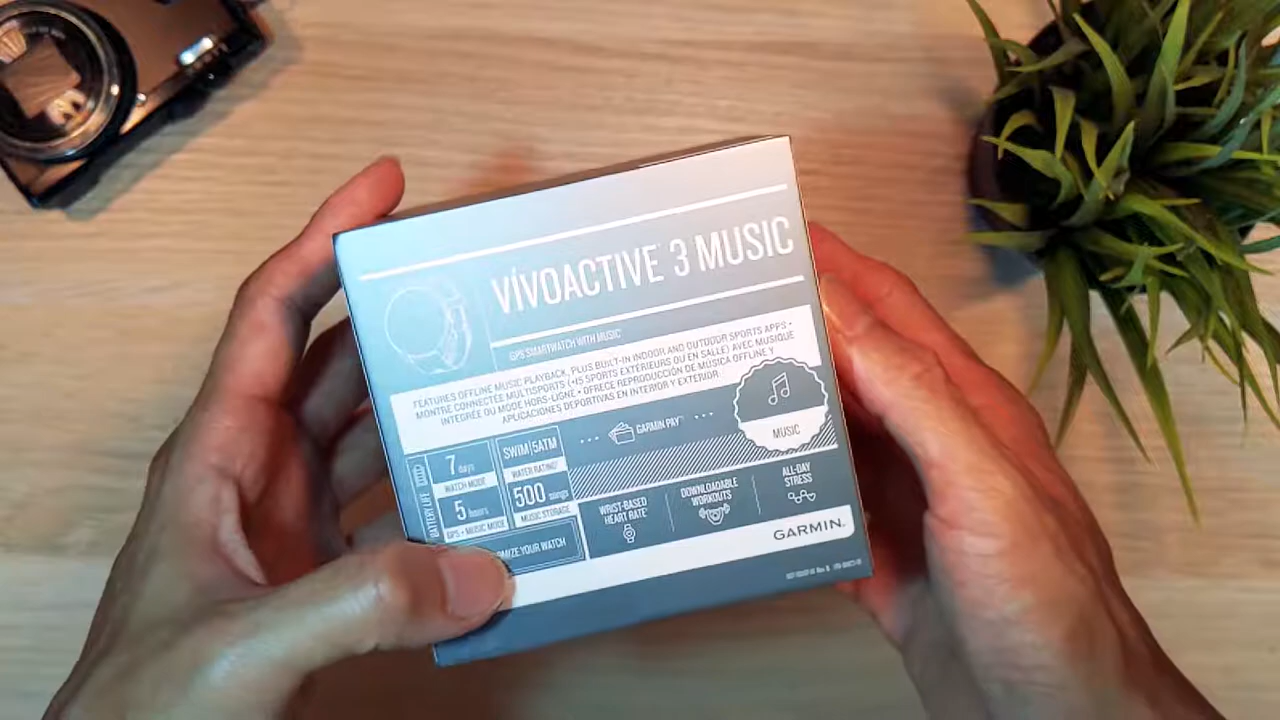 VÍVOACTIVE® 3 MUSIC
GPS SMARTWATCH WITH MUSIC
FEATURES OFFLINE MUSIC PLAYBACK, PLUS BUILT-IN INDOOR AND OUTDOOR SPORTS APPS •
MONTRE CONNECTÉE MULTISPORTS (+15 SPORTS EXTÉRIEURS OU EN SALLE) AVEC MUSIQUE
INTÉGRÉE OU MODE HORS-LIGNE • OFRECE REPRODUCCIÓN DE MÚSICA OFFLINE Y
APLICACIONES DEPORTIVAS EN INTERIOR Y EXTERIOR
GARMIN PAY™
MUSIC
BATTERY LIFE
7 days
WATCH MODE
5 hours
GPS + MUSIC MODE
SWIM|5ATM
WATER RATING
500 songs
MUSIC STORAGE
YOUR WATCH
WRIST-BASED
HEART RATE
DOWNLOADABLE
WORKOUTS
ALL-DAY
STRESS
GARMIN.